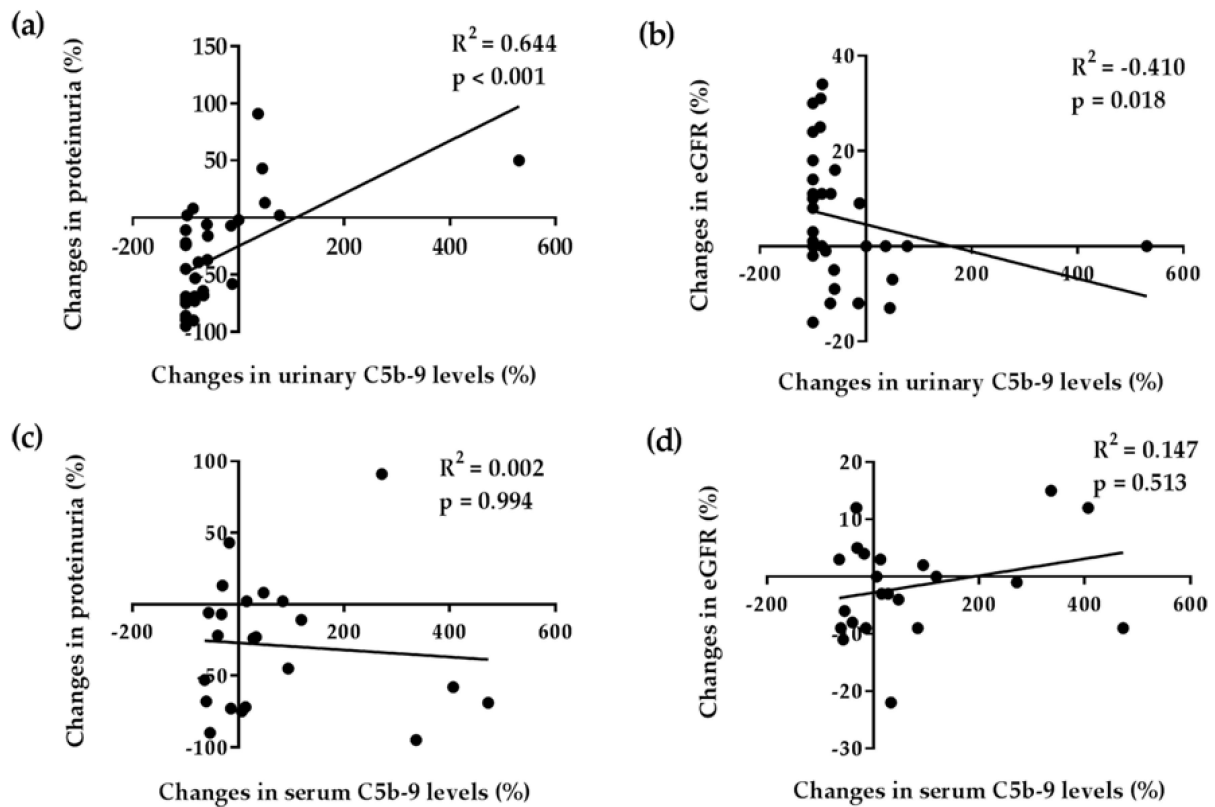 (a)
R² = 0.644
p < 0.001
Changes in proteinuria (%)
150
100
50
-50
-100
-200
200
400
600
Changes in urinary C5b-9 levels (%)
(b)
R² = -0.410
p = 0.018
Changes in eGFR (%)
40
20
-20
-200
200
400
600
Changes in urinary C5b-9 levels (%)
(c)
R² = 0.002
p = 0.994
Changes in proteinuria (%)
100
50
-50
-100
-200
200
400
600
Changes in serum C5b-9 levels (%)
(d)
R² = 0.147
p = 0.513
Changes in eGFR (%)
20
10
-10
-20
-30
-200
200
400
600
Changes in serum C5b-9 levels (%)